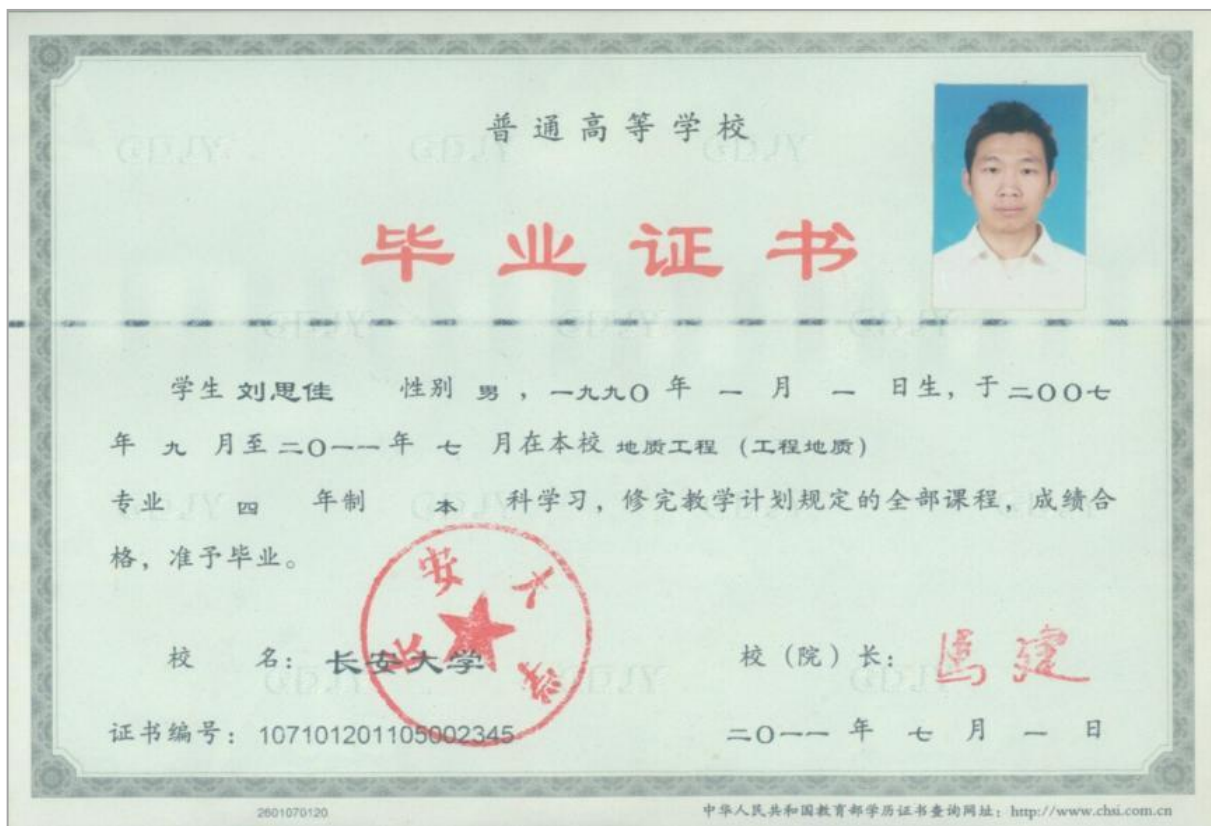 普通高等学校
毕业证书
学生 刘思佳 性别 男 ，一九九〇 年 一 月 一 日生，于 二〇〇七
年 九 月至 二〇一一 年 七 月在本校 地质工程（工程地质）
专业 四 年制 本 科学习，修完教学计划规定的全部课程，成绩合
格，准予毕业。
长安大学
校 名：长安大学
校（院）长：
证书编号：107101201105002345
二〇一一 年 七 月 一 日
2601070120
中华人民共和国教育部学历证书查询网址：http://www.chsi.com.cn